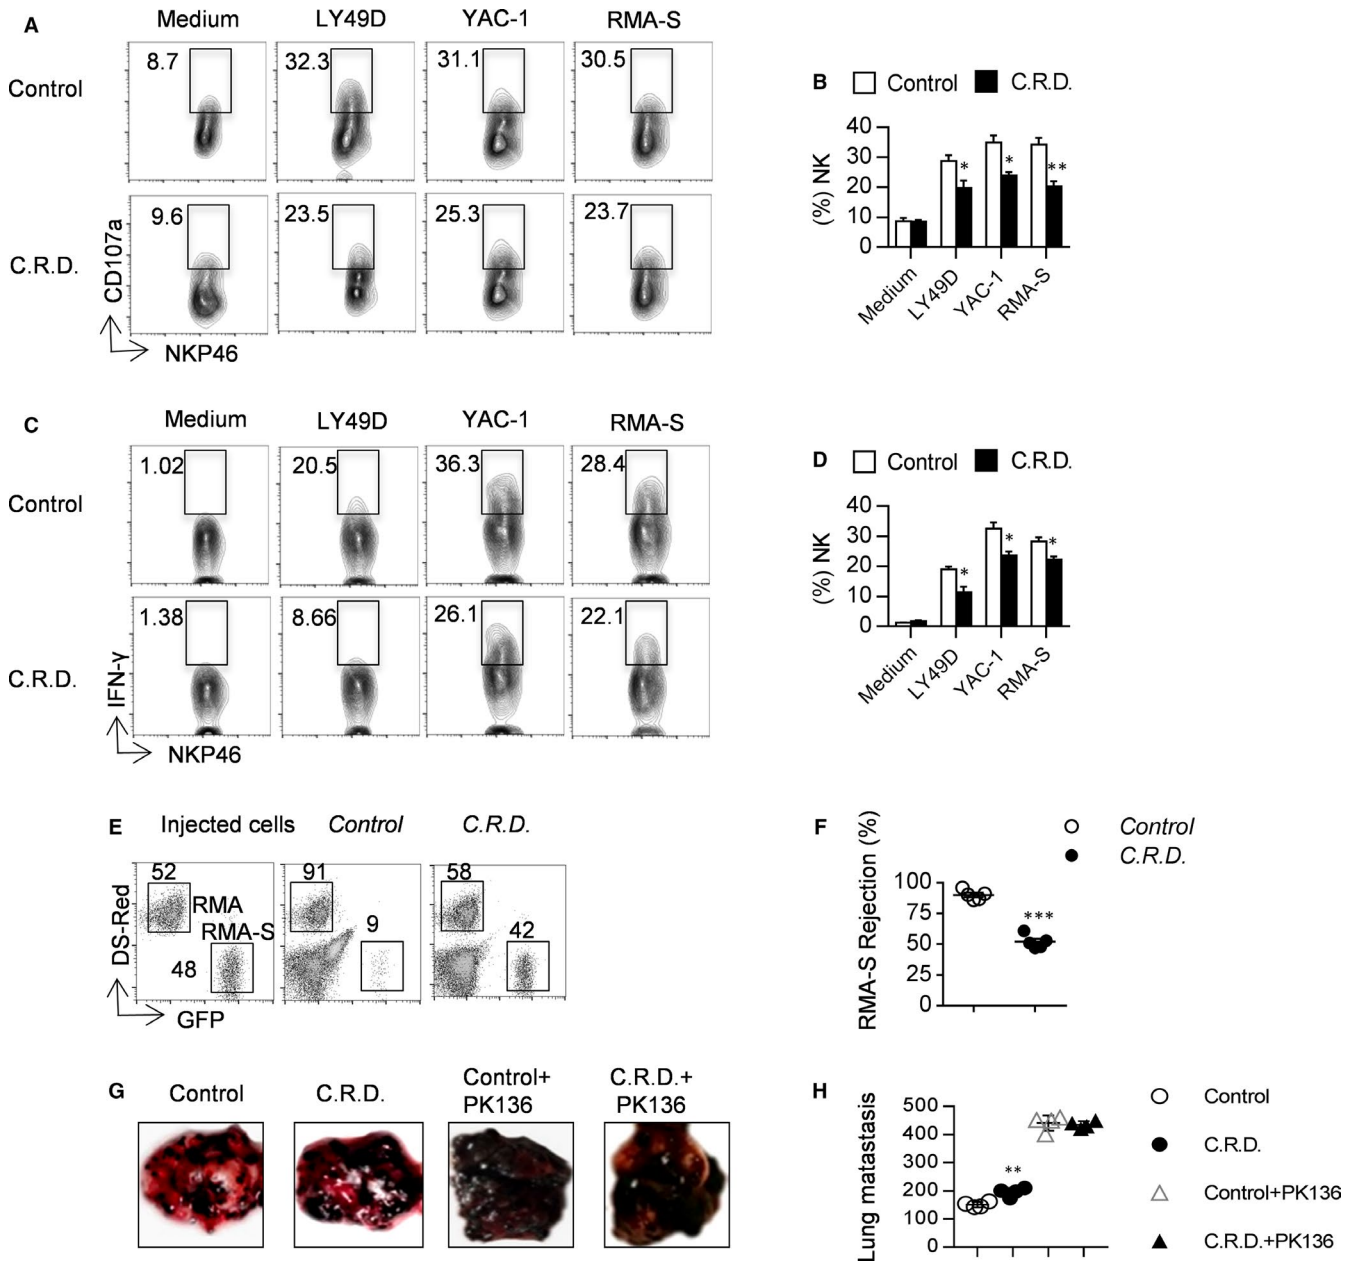 A
Medium LY49D YAC-1 RMA-S
Control
8.7 32.3 31.1 30.5
C.R.D.
9.6 23.5 25.3 23.7
CD107a
NKP46
B
Control C.R.D.
(%) NK
40
30
20
10
0
* * **
Medium LY49D YAC-1 RMA-S
C
Medium LY49D YAC-1 RMA-S
Control
1.02 20.5 36.3 28.4
C.R.D.
1.38 8.66 26.1 22.1
IFN-γ
NKP46
D
Control C.R.D.
(%) NK
40
30
20
10
0
* * *
Medium LY49D YAC-1 RMA-S
E
Injected cells Control C.R.D.
52 91 58
RMA
RMA-S
48 9 42
DS-Red
GFP
F
Control
C.R.D.
RMA-S Rejection (%)
100
75
50
25
0
***
G
Control C.R.D. Control+ C.R.D.+
PK136 PK136
H
Lung matastasis
500
400
300
200
100
0
**
Control
C.R.D.
Control+PK136
C.R.D.+PK136